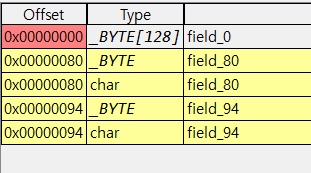 Offset Type
0x00000000 _BYTE[128] field_0
0x00000080 _BYTE field_80
0x00000080 char field_80
0x00000094 _BYTE field_94
0x00000094 char field_94